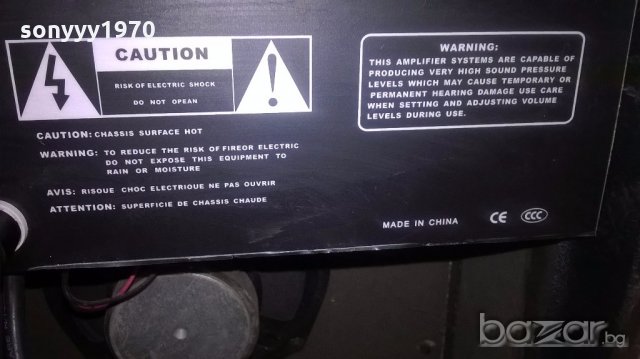 sonyyy1970
CAUTION
RISK OF ELECTRIC SHOCK
DO NOT OPEAN
CAUTION: CHASSIS SURFACE HOT
WARNING: TO REDUCE THE RISK OF FIREOR ELECTRIC
DO NOT EXPOSE THIS EQUIPMENT TO
RAIN OR MOISTURE
AVIS: RISOUE CHOC ELECTRIOUE NE PAS OUVRIR
ATTENTION: SUPERFICIE DE CHASSIS CHAUDE
WARNING:
THIS AMPLIFIER SYSTEMS ARE CAPABLE OF
PRODUCING VERY HIGH SOUND PRESSURE
LEVELS WHICH MAY CAUSE TEMPORARY OR
PERMANENT HEARING DAMAGE USE CARE
WHEN SETTING AND ADJUSTING VOLUME
LEVELS DURING USE.
MADE IN CHINA CE CCC
bazar.bg